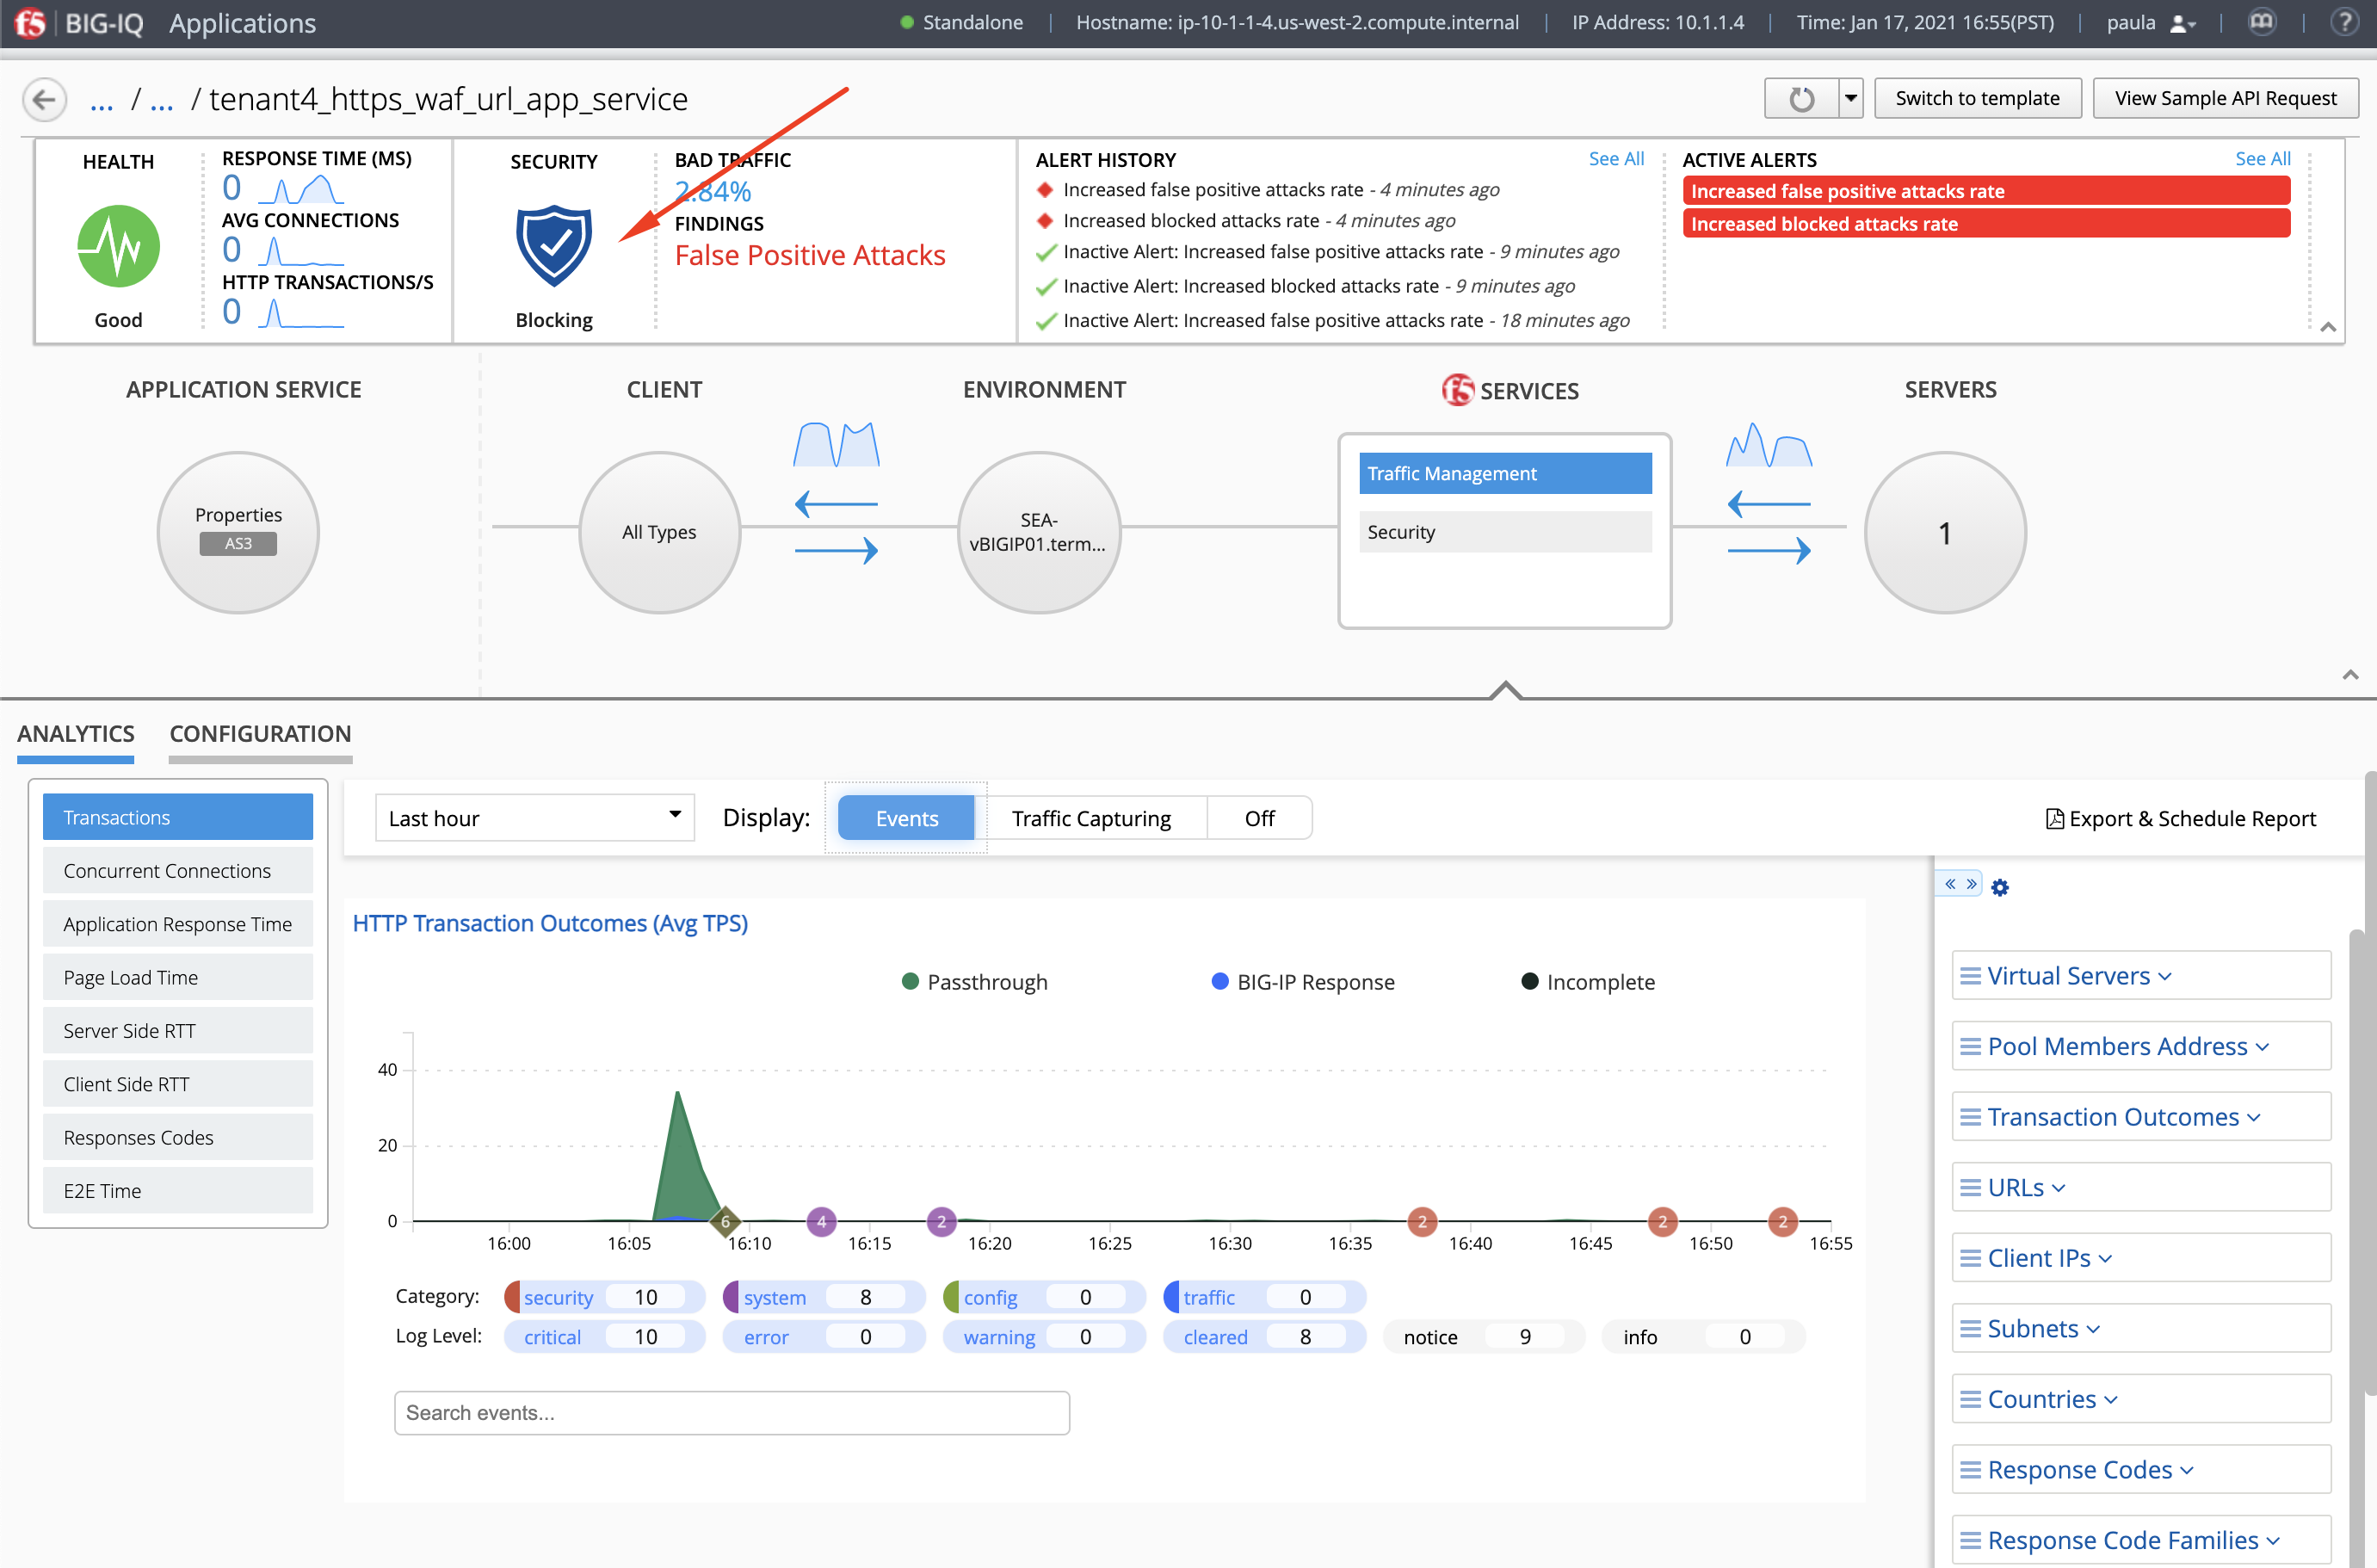 f5 BIG-IQ Applications Standalone Hostname: ip-10-1-1-4.us-west-2.compute.internal IP Address: 10.1.1.4 Time: Jan 17, 2021 16:55(PST) paula ?
... / ... / tenant4_https_waf_url_app_service Switch to template View Sample API Request
HEALTH
Good
RESPONSE TIME (MS)
0
AVG CONNECTIONS
0
HTTP TRANSACTIONS/S
0
SECURITY
Blocking
BAD TRAFFIC
2.84%
FINDINGS
False Positive Attacks
ALERT HISTORY See All
Increased false positive attacks rate - 4 minutes ago
Increased blocked attacks rate - 4 minutes ago
Inactive Alert: Increased false positive attacks rate - 9 minutes ago
Inactive Alert: Increased blocked attacks rate - 9 minutes ago
Inactive Alert: Increased false positive attacks rate - 18 minutes ago
ACTIVE ALERTS See All
Increased false positive attacks rate
Increased blocked attacks rate
APPLICATION SERVICE CLIENT ENVIRONMENT f5 SERVICES SERVERS
Properties
AS3
All Types
SEA-
vBIGIP01.term...
Traffic Management
Security
1
ANALYTICS CONFIGURATION
Transactions
Concurrent Connections
Application Response Time
Page Load Time
Server Side RTT
Client Side RTT
Responses Codes
E2E Time
Last hour Display: Events Traffic Capturing Off Export & Schedule Report
HTTP Transaction Outcomes (Avg TPS)
Passthrough BIG-IP Response Incomplete
40
20
0
6 4 2 2 2 2
16:00 16:05 16:10 16:15 16:20 16:25 16:30 16:35 16:40 16:45 16:50 16:55
Category: security 10 system 8 config 0 traffic 0
Log Level: critical 10 error 0 warning 0 cleared 8 notice 9 info 0
Search events...
« »
Virtual Servers
Pool Members Address
Transaction Outcomes
URLs
Client IPs
Subnets
Countries
Response Codes
Response Code Families